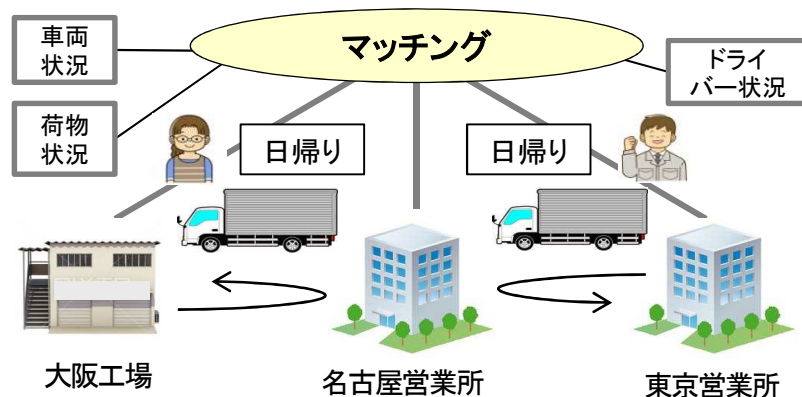 車両
状況
マッチング
ドライ
バー状況
荷物
状況
日帰り
日帰り
大阪工場
名古屋営業所
東京営業所